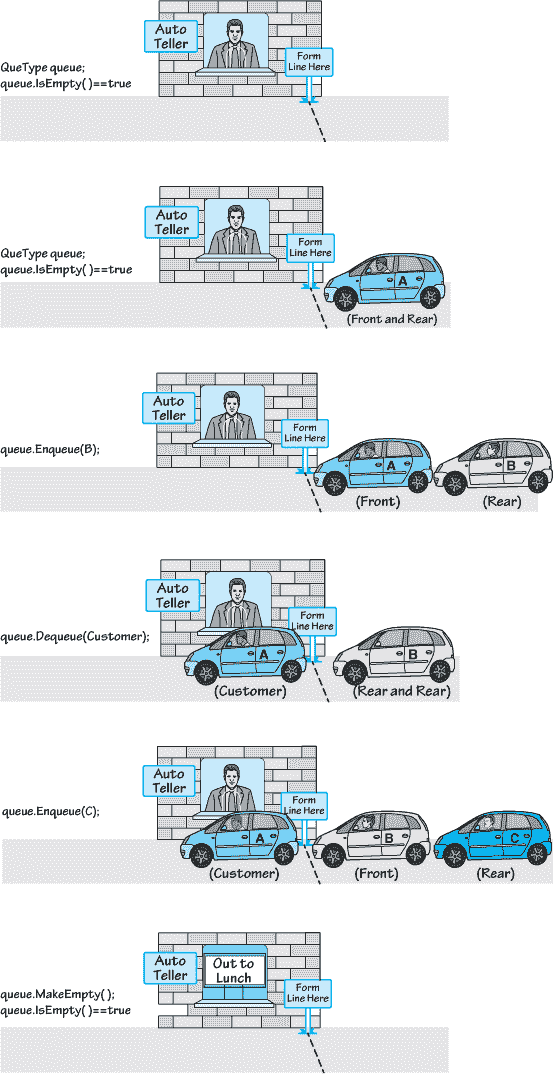 Auto
Teller
Form
Line Here
QueType queue;
queue.IsEmpty( )==true
Auto
Teller
Form
Line Here
QueType queue;
queue.IsEmpty( )==true
A
(Front and Rear)
Auto
Teller
Form
Line Here
queue.Enqueue(B);
A
B
(Front)
(Rear)
Auto
Teller
Form
Line Here
queue.Dequeue(Customer);
A
B
(Customer)
(Rear and Rear)
Auto
Teller
Form
Line Here
queue.Enqueue(C);
A
B
C
(Customer)
(Front)
(Rear)
Auto
Teller
Out to
Lunch
Form
Line Here
queue.MakeEmpty( );
queue.IsEmpty( )==true